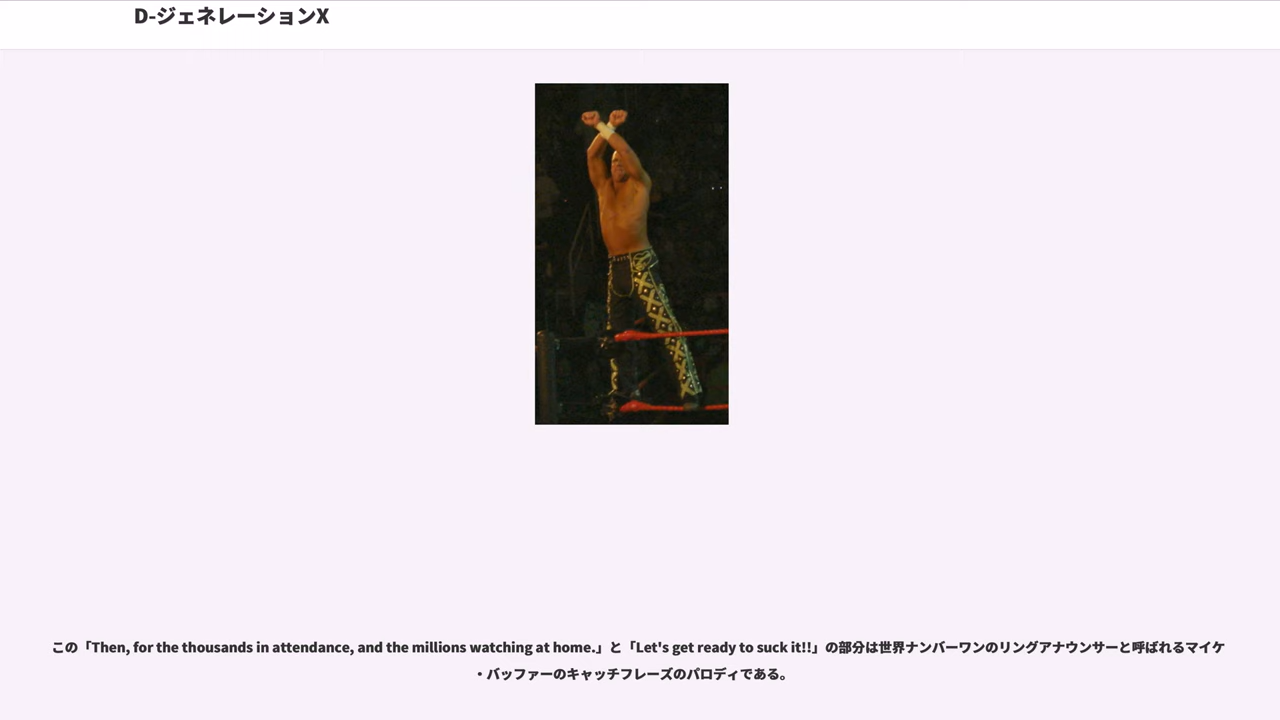 D-ジェネレーションX
この「Then, for the thousands in attendance, and the millions watching at home.」と「Let's get ready to suck it!!」の部分は世界ナンバーワンのリングアナウンサーと呼ばれるマイケ
・バッファーのキャッチフレーズのパロディである。